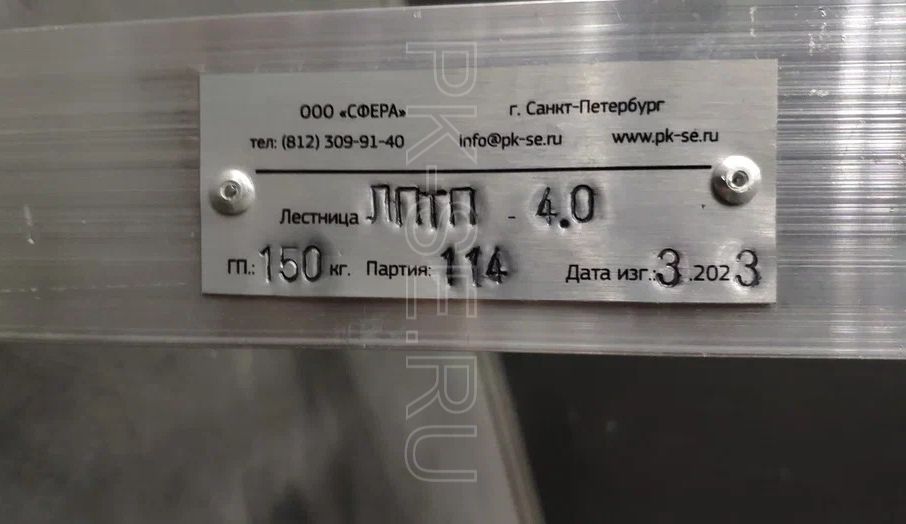 ООО «СФЕРА» г. Санкт-Петербург
тел: (812) 309-91-40 info@pk-se.ru www.pk-se.ru
Лестница ЛПТП - 4.0
ГП.: 150 кг. Партия: 114 Дата изг.: 3.2023
PK-SE.RU